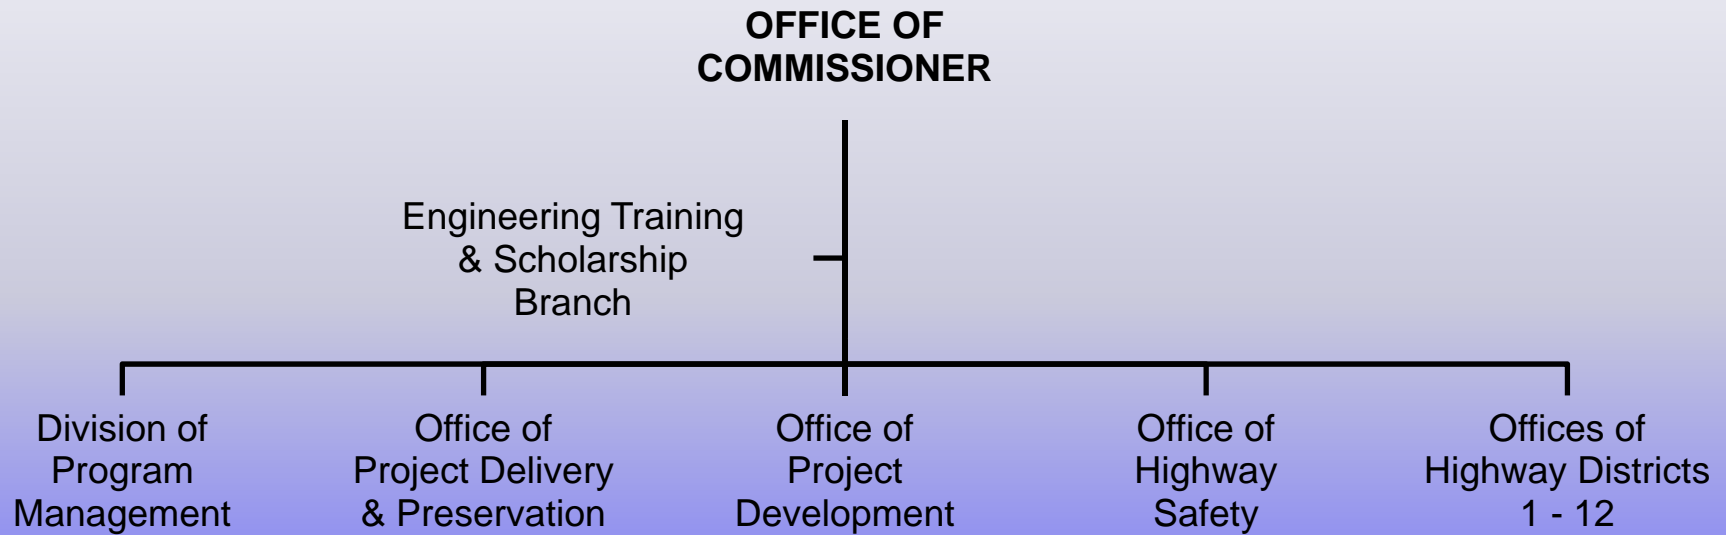 OFFICE OF
COMMISSIONER
Engineering Training
& Scholarship
Branch
Division of
Program
Management
Office of
Project Delivery
& Preservation
Office of
Project
Development
Office of
Highway
Safety
Offices of
Highway Districts
1 - 12